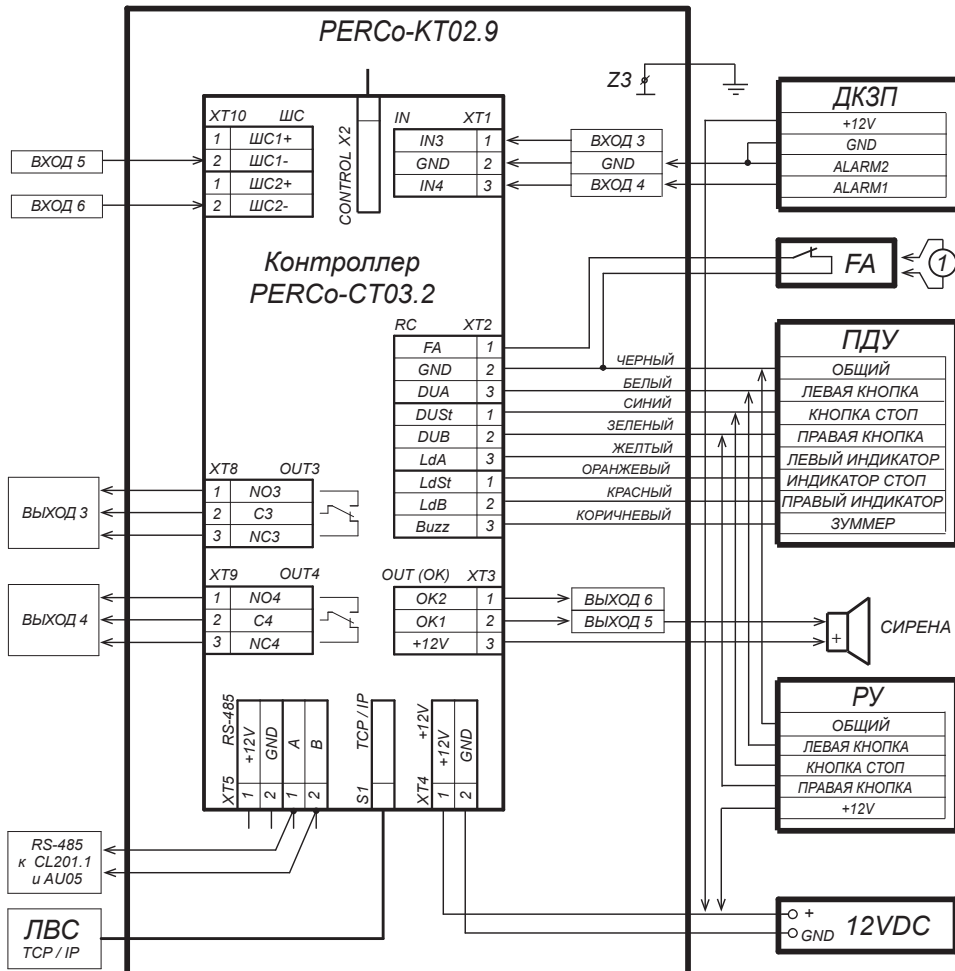 PERCo-KT02.9
Z3
XT10 ШС
1 ШС1+
2 ШС1-
1 ШС2+
2 ШС2-
ВХОД 5
ВХОД 6
CONTROL X2
IN XT1
IN3 1
GND 2
IN4 3
ВХОД 3
GND
ВХОД 4
ДКЗП
+12V
GND
ALARM2
ALARM1
Контроллер
PERCo-CT03.2
FA
1
RC XT2
FA 1
GND 2
DUA 3
DUSt 1
DUB 2
LdA 3
LdSt 1
LdB 2
Buzz 3
ЧЕРНЫЙ
БЕЛЫЙ
СИНИЙ
ЗЕЛЕНЫЙ
ЖЕЛТЫЙ
ОРАНЖЕВЫЙ
КРАСНЫЙ
КОРИЧНЕВЫЙ
ПДУ
ОБЩИЙ
ЛЕВАЯ КНОПКА
КНОПКА СТОП
ПРАВАЯ КНОПКА
ЛЕВЫЙ ИНДИКАТОР
ИНДИКАТОР СТОП
ПРАВЫЙ ИНДИКАТОР
ЗУММЕР
XT8 OUT3
1 NO3
2 C3
3 NC3
ВЫХОД 3
XT9 OUT4
1 NO4
2 C4
3 NC4
ВЫХОД 4
OUT (OK) XT3
OK2 1
OK1 2
+12V 3
ВЫХОД 6
ВЫХОД 5
+
СИРЕНА
РУ
ОБЩИЙ
ЛЕВАЯ КНОПКА
КНОПКА СТОП
ПРАВАЯ КНОПКА
+12V
XT5 RS-485
1 +12V
2 GND
1 A
2 B
S1 TCP / IP
XT4 +12V
1 +12V
2 GND
RS-485
к CL201.1
и AU05
ЛВС
TCP / IP
+
GND
12VDC